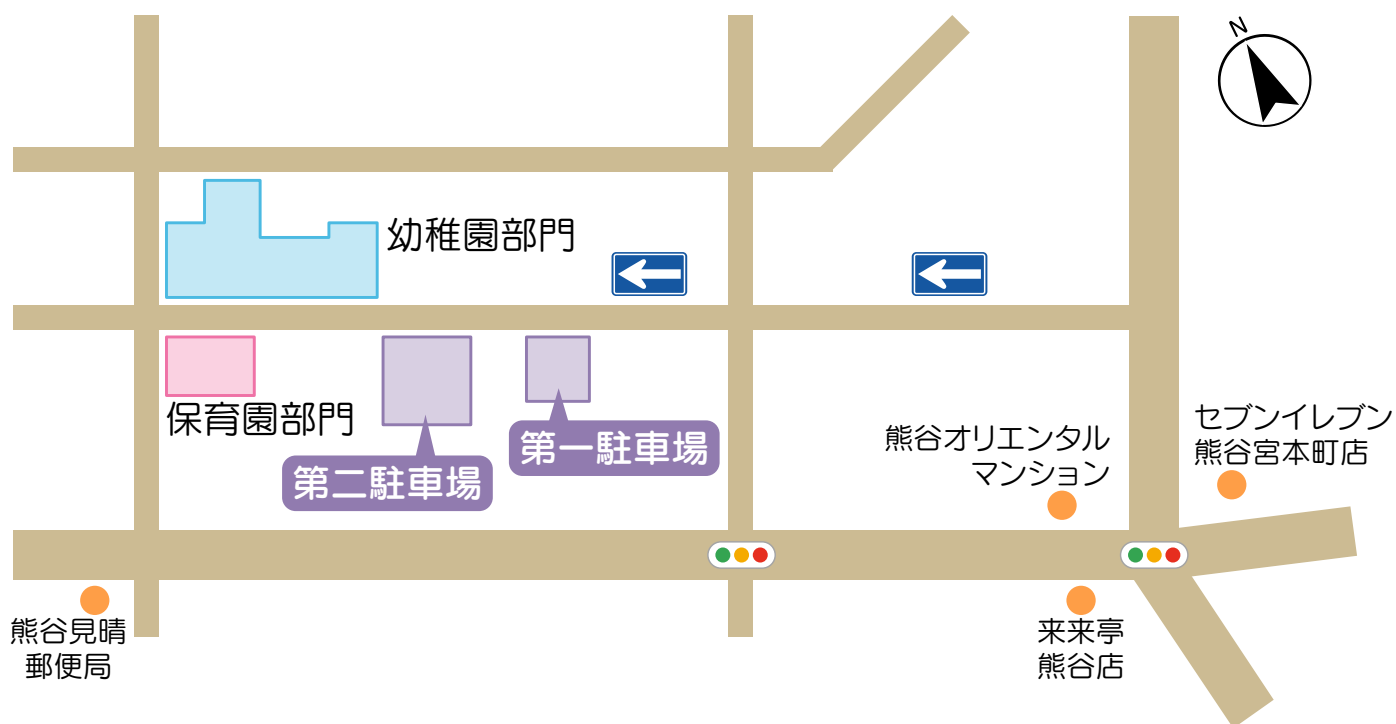 N
幼稚園部門
保育園部門
第二駐車場
第一駐車場
熊谷オリエンタル
マンション
セブンイレブン
熊谷宮本町店
熊谷見晴
郵便局
来来亭
熊谷店